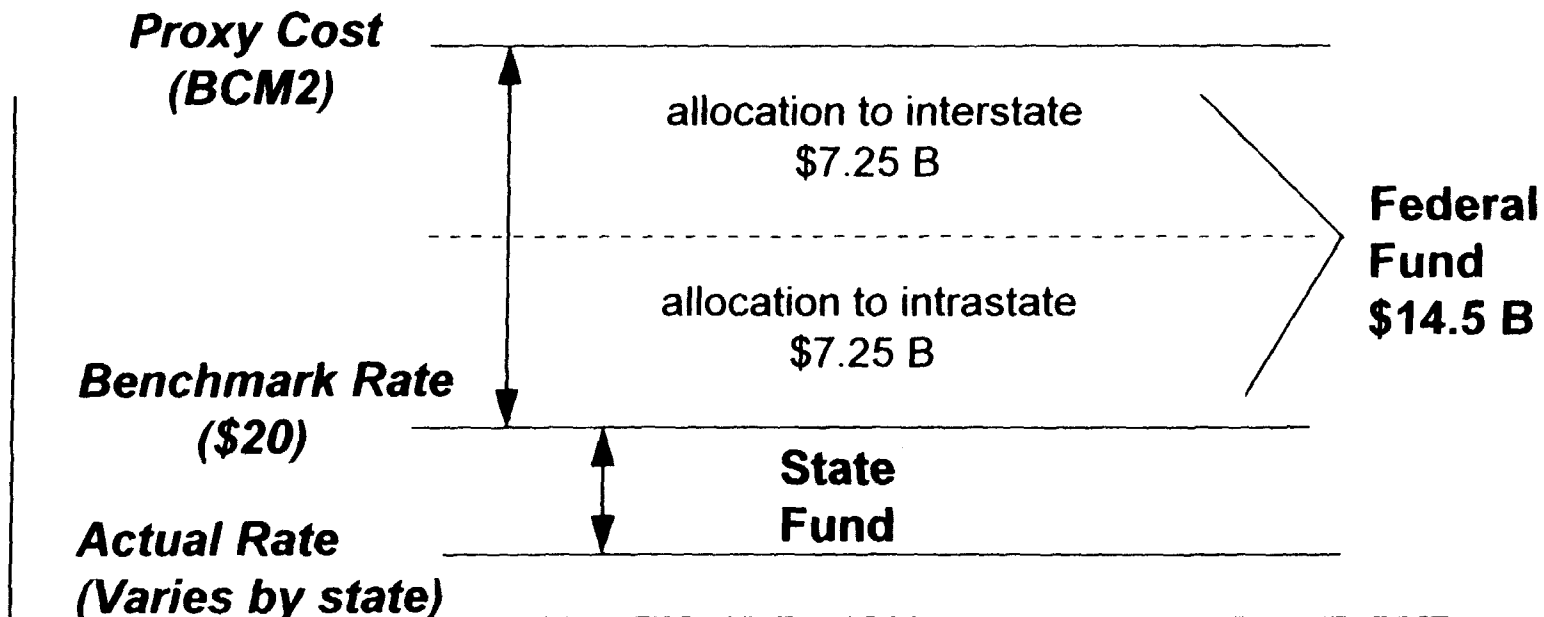 Proxy Cost
(BCM2)
allocation to interstate
$7.25 B
Federal
Fund
$14.5 B
allocation to intrastate
$7.25 B
Benchmark Rate
($20)
State
Fund
Actual Rate
(Varies by state)